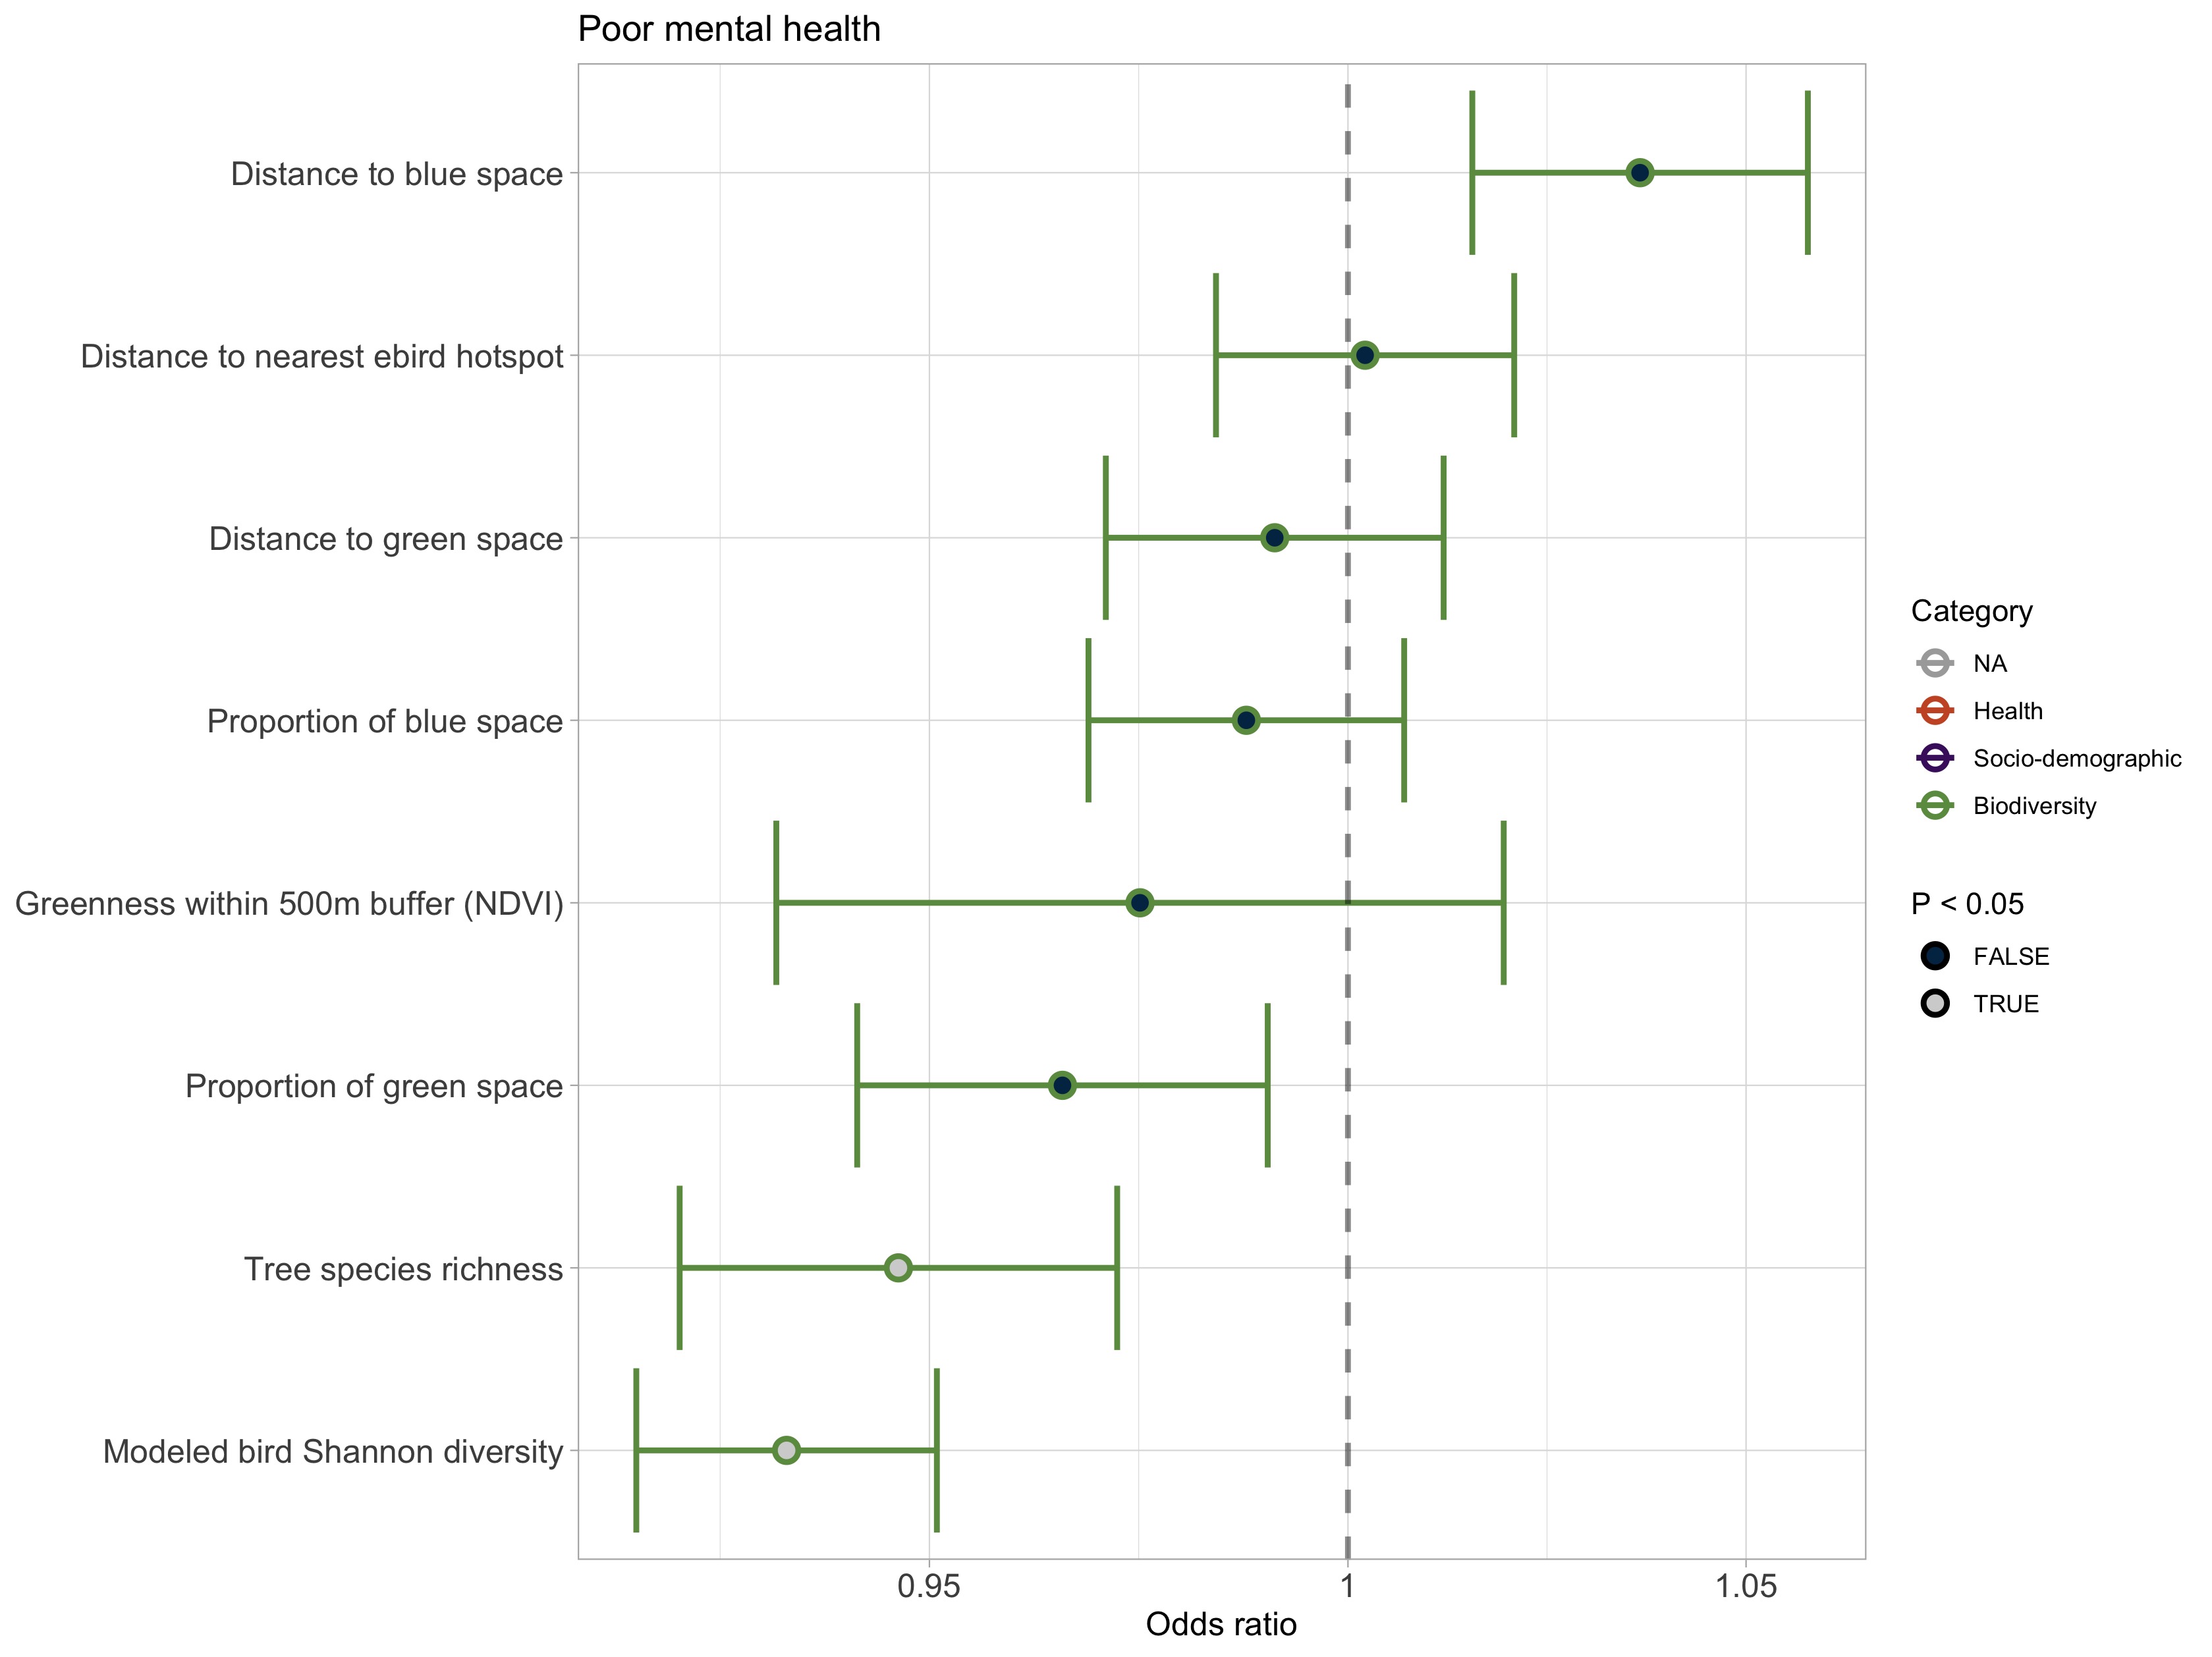 Poor mental health
Distance to blue space
Distance to nearest ebird hotspot
Distance to green space
Proportion of blue space
Greenness within 500m buffer (NDVI)
Proportion of green space
Tree species richness
Modeled bird Shannon diversity
0.95
1
1.05
Odds ratio
Category
NA
Health
Socio-demographic
Biodiversity
P < 0.05
FALSE
TRUE